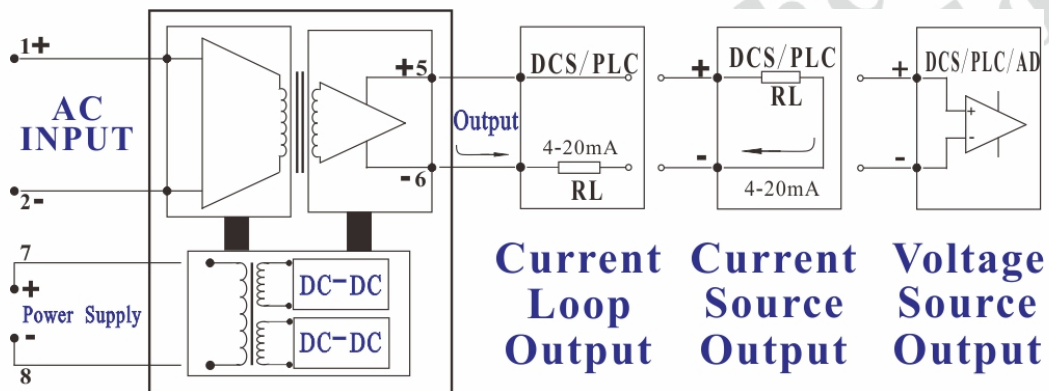 1+
AC
INPUT
2-
7
+
Power Supply
-
8
+5
-6
DC-DC
DC-DC
Output
DCS/PLC
4-20mA
RL
Current
Loop
Output
+
DCS/PLC
RL
-
4-20mA
Current
Source
Output
+
DCS/PLC/AD
+
-
-
Voltage
Source
Output